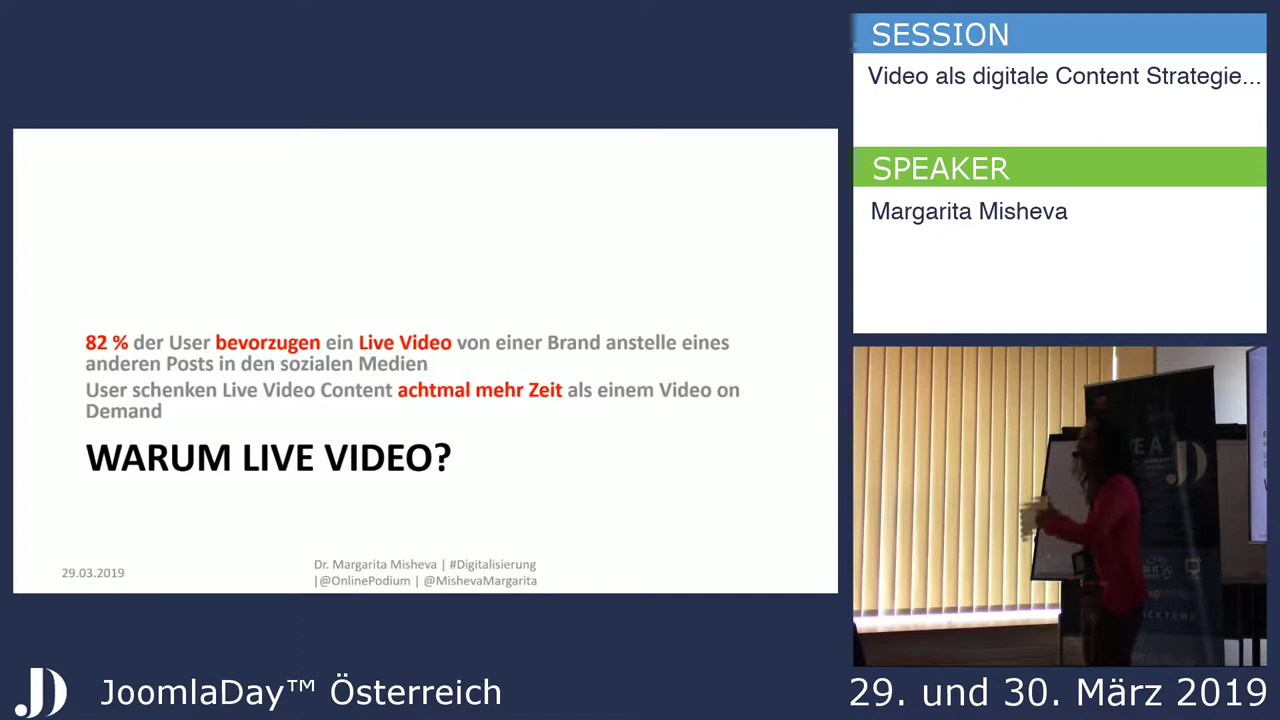 SESSION
Video als digitale Content Strategie...
SPEAKER
Margarita Misheva
82 % der User bevorzugen ein Live Video von einer Brand anstelle eines
anderen Posts in den sozialen Medien
User schenken Live Video Content achtmal mehr Zeit als einem Video on
Demand
WARUM LIVE VIDEO?
29.03.2019
Dr. Margarita Misheva | #Digitalisierung
|@OnlinePodium | @MishevaMargarita
JoomlaDay™ Österreich
29. und 30. März 2019